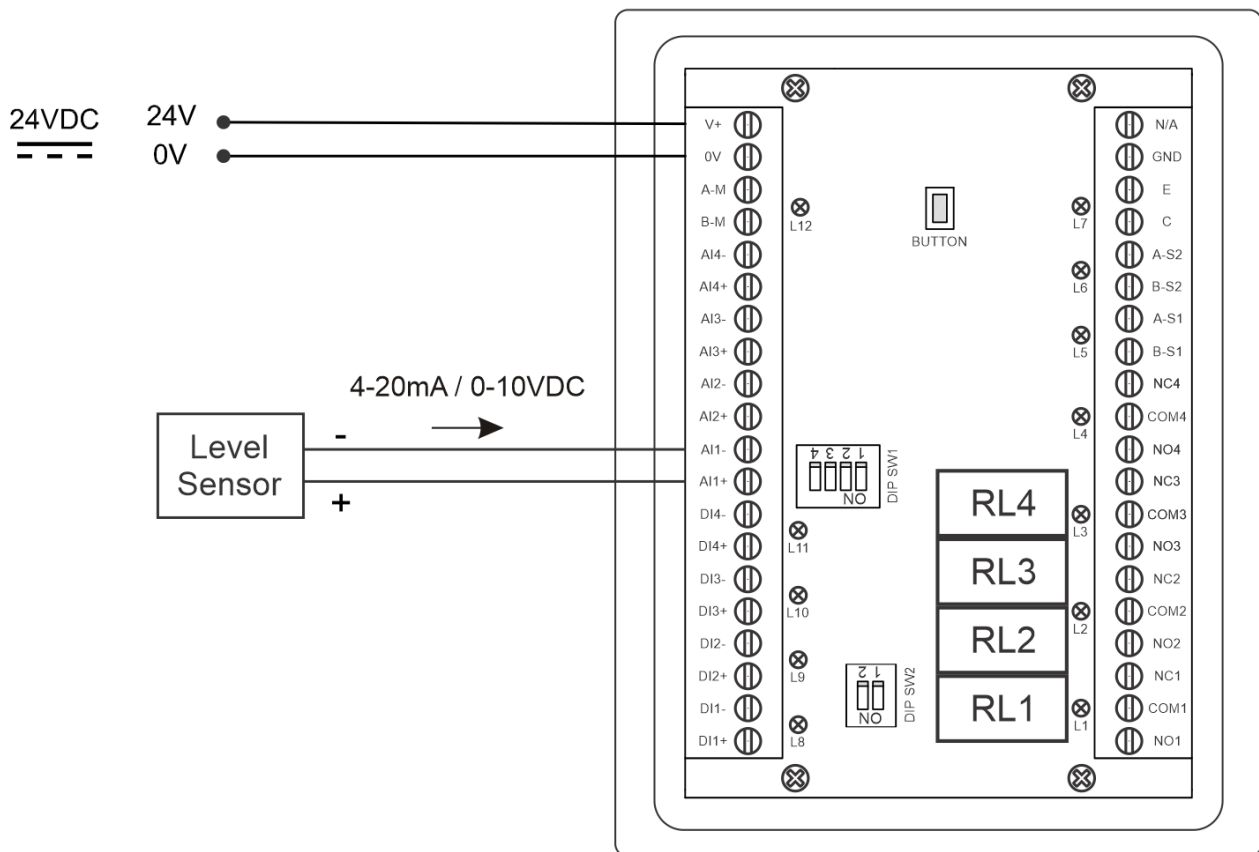 24VDC
24V
0V
4-20mA / 0-10VDC
Level
Sensor
-
+
V+
0V
A-M
B-M
AI4-
AI4+
AI3-
AI3+
AI2-
AI2+
AI1-
AI1+
DI4-
DI4+
DI3-
DI3+
DI2-
DI2+
DI1-
DI1+
L12
L11
L10
L9
L8
BUTTON
4 3 2 1
ON
DIP SW1
2 1
ON
DIP SW2
RL4
RL3
RL2
RL1
L7
L6
L5
L4
L3
L2
L1
N/A
GND
E
C
A-S2
B-S2
A-S1
B-S1
NC4
COM4
NO4
NC3
COM3
NO3
NC2
COM2
NO2
NC1
COM1
NO1